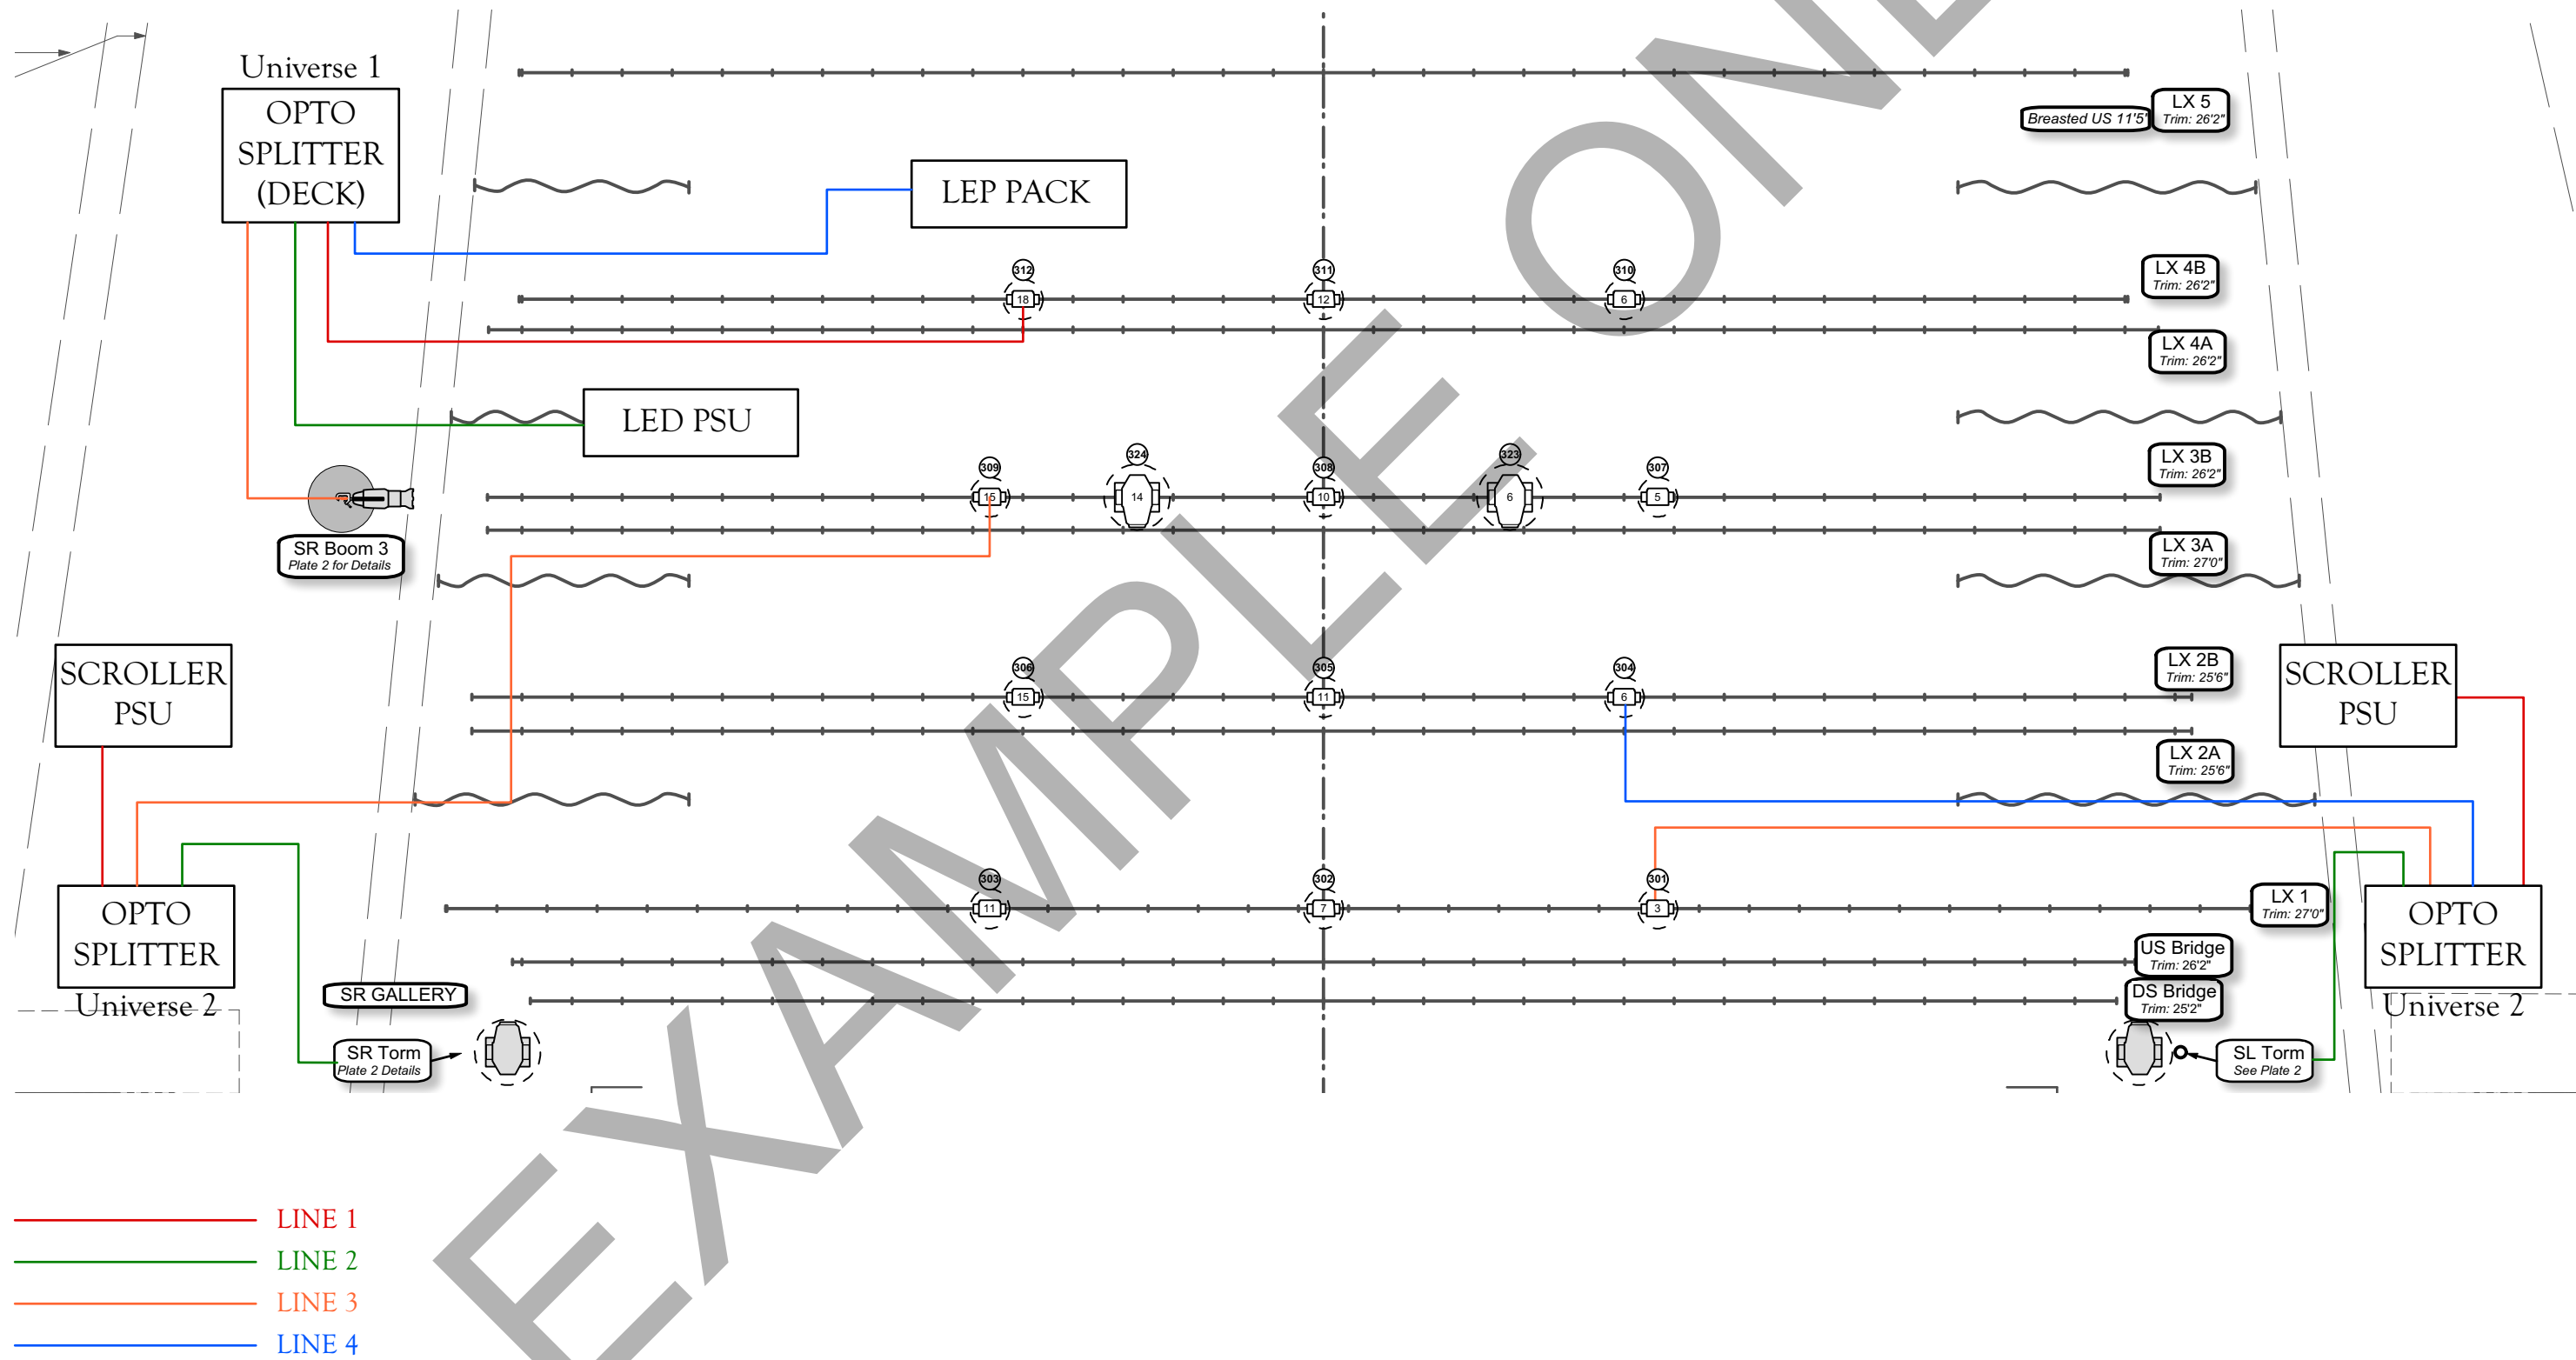 Universe 1
OPTO
SPLITTER
(DECK)
LX 5
Trim: 26'2"
Breasted US 11'5"
LEP PACK
312
311
310
18
12
6
LX 4B
Trim: 26'2"
LX 4A
Trim: 26'2"
LED PSU
309
324
308
323
307
15
14
10
6
5
LX 3B
Trim: 26'2"
SR Boom 3
Plate 2 for Details
LX 3A
Trim: 27'0"
SCROLLER
PSU
306
305
304
15
11
6
LX 2B
Trim: 25'6"
SCROLLER
PSU
LX 2A
Trim: 25'6"
303
302
301
11
7
3
LX 1
Trim: 27'0"
OPTO
SPLITTER
Universe 2
OPTO
SPLITTER
Universe 2
US Bridge
Trim: 26'2"
SR GALLERY
DS Bridge
Trim: 25'2"
SR Torm
Plate 2 Details
SL Torm
See Plate 2
LINE 1
LINE 2
LINE 3
LINE 4